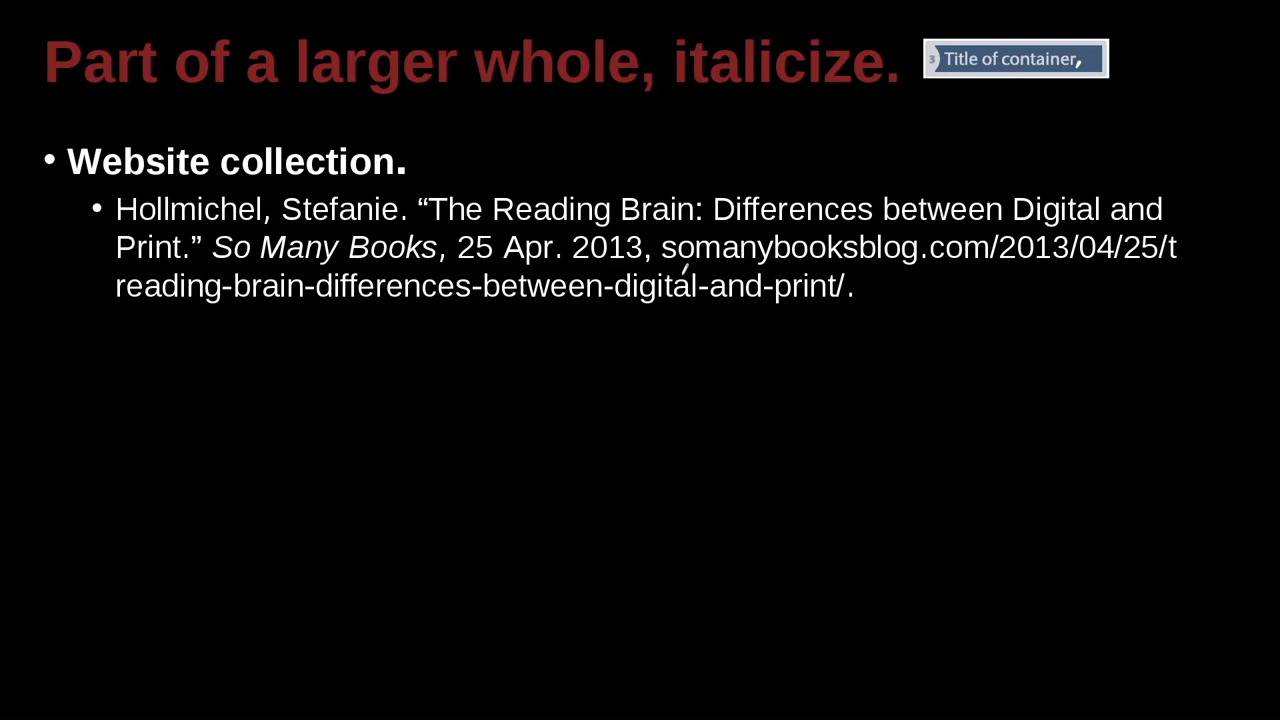 Part of a larger whole, italicize.
3 Title of container,
• Website collection.
• Hollmichel, Stefanie. “The Reading Brain: Differences between Digital and
Print.” So Many Books, 25 Apr. 2013, somanybooksblog.com/2013/04/25/t
reading-brain-differences-between-digital-and-print/.